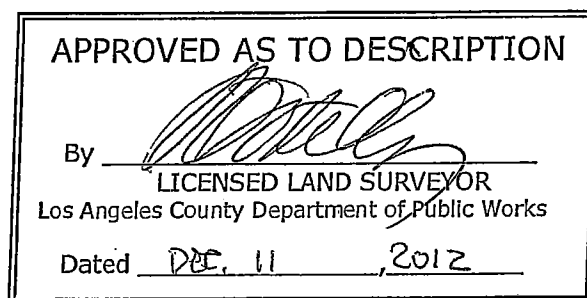 APPROVED AS TO DESCRIPTION
By
LICENSED LAND SURVEYOR
Los Angeles County Department of Public Works
Dated DEC. 11 , 2012